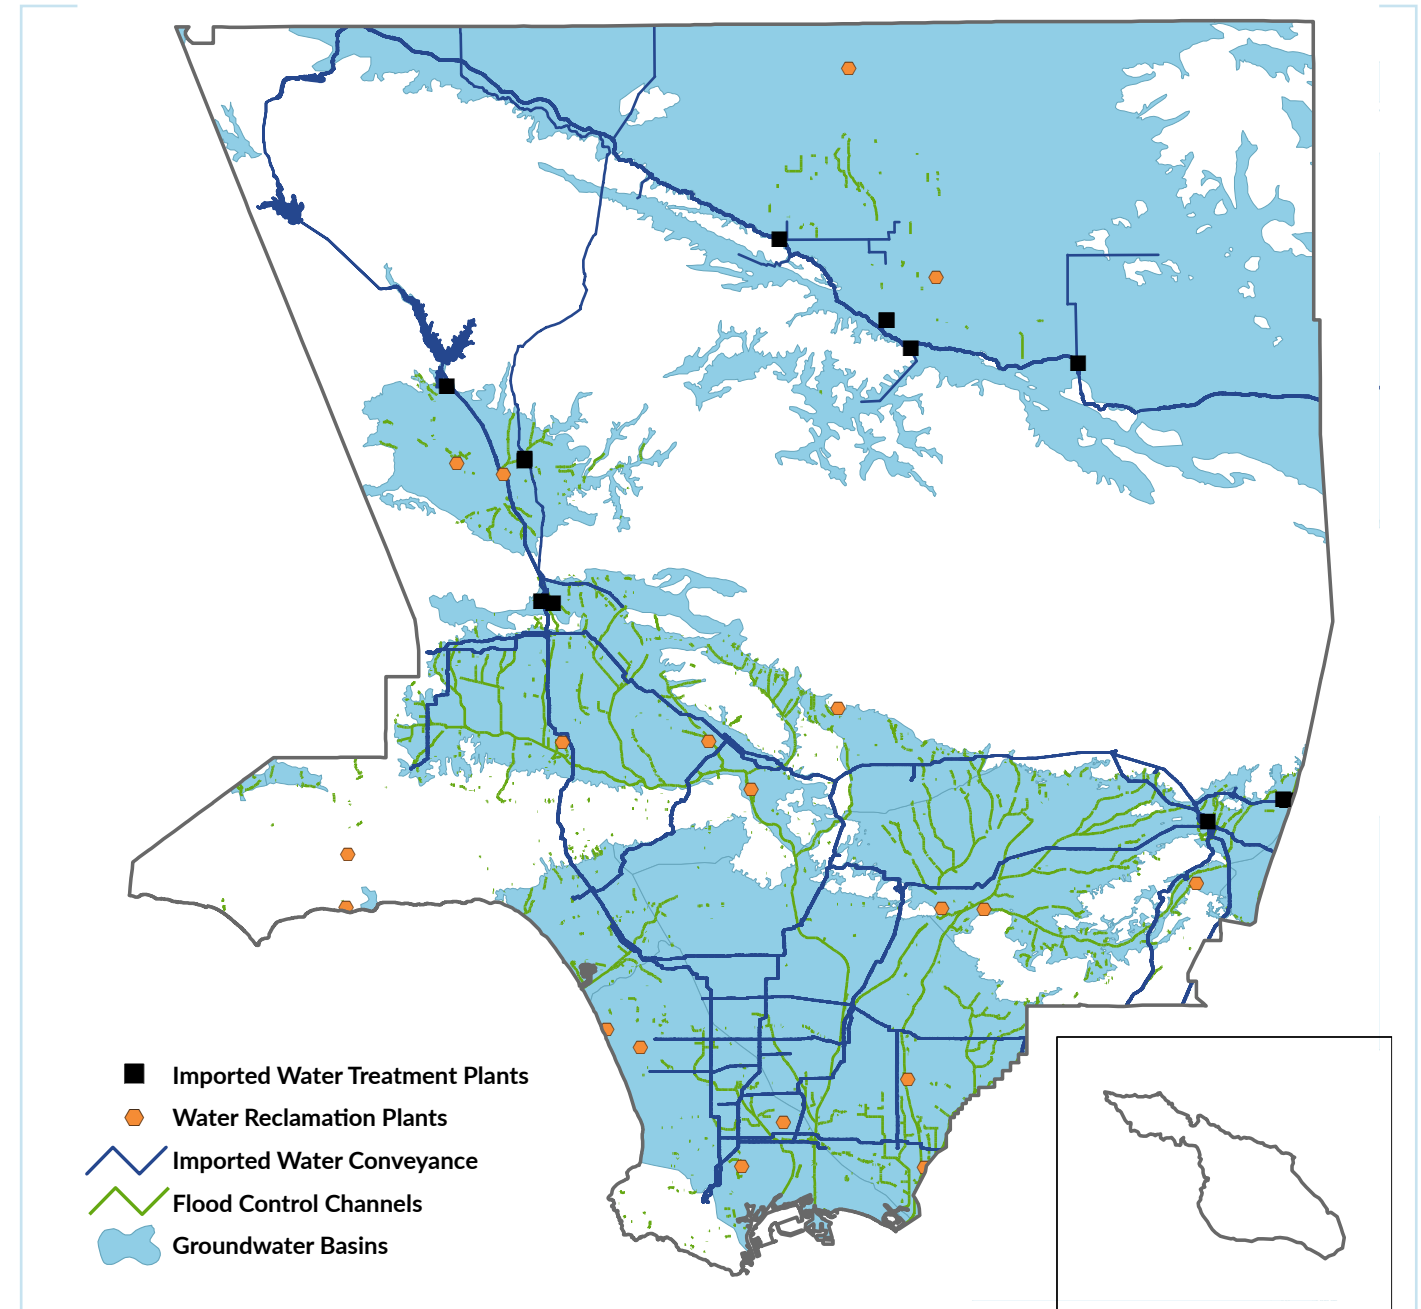 Imported Water Treatment Plants
Water Reclamation Plants
Imported Water Conveyance
Flood Control Channels
Groundwater Basins